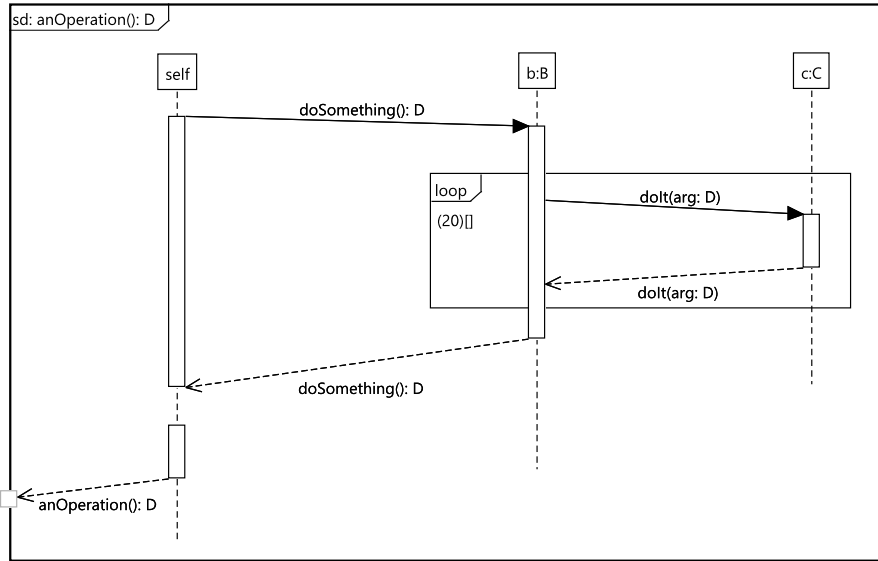 sd: anOperation(): D
self
b:B
c:C
doSomething(): D
loop
doIt(arg: D)
(20)[]
doIt(arg: D)
doSomething(): D
anOperation(): D